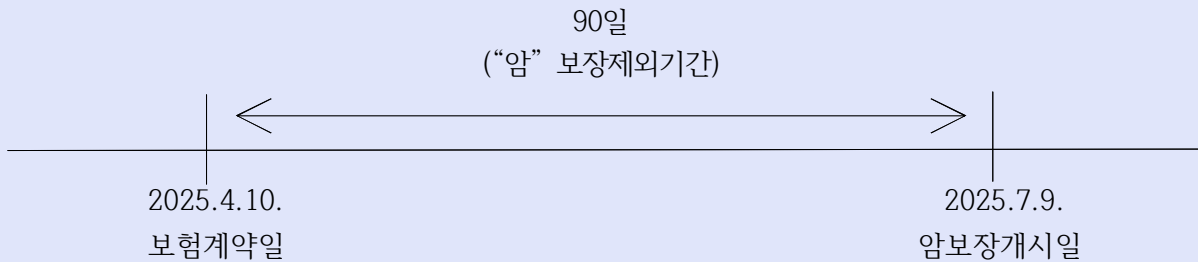 90일
(“암” 보장제외기간)
2025.4.10.
2025.7.9.
보험계약일
암보장개시일